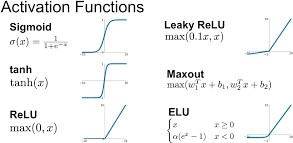 Activation Functions
Sigmoid
σ(x) = 1/(1+e^−x)
tanh
tanh(x)
ReLU
max(0, x)
Leaky ReLU
max(0.1x, x)
Maxout
max(w₁ᵀx + b₁, w₂ᵀx + b₂)
ELU
x x ≥ 0
α(eˣ − 1) x < 0